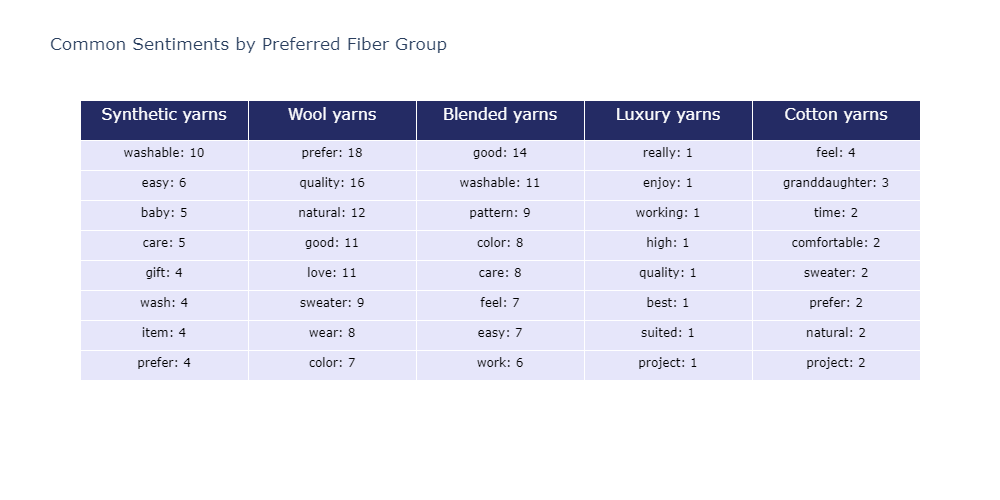 Common Sentiments by Preferred Fiber Group
Synthetic yarns Wool yarns Blended yarns Luxury yarns Cotton yarns
washable: 10 prefer: 18 good: 14 really: 1 feel: 4
easy: 6 quality: 16 washable: 11 enjoy: 1 granddaughter: 3
baby: 5 natural: 12 pattern: 9 working: 1 time: 2
care: 5 good: 11 color: 8 high: 1 comfortable: 2
gift: 4 love: 11 care: 8 quality: 1 sweater: 2
wash: 4 sweater: 9 feel: 7 best: 1 prefer: 2
item: 4 wear: 8 easy: 7 suited: 1 natural: 2
prefer: 4 color: 7 work: 6 project: 1 project: 2